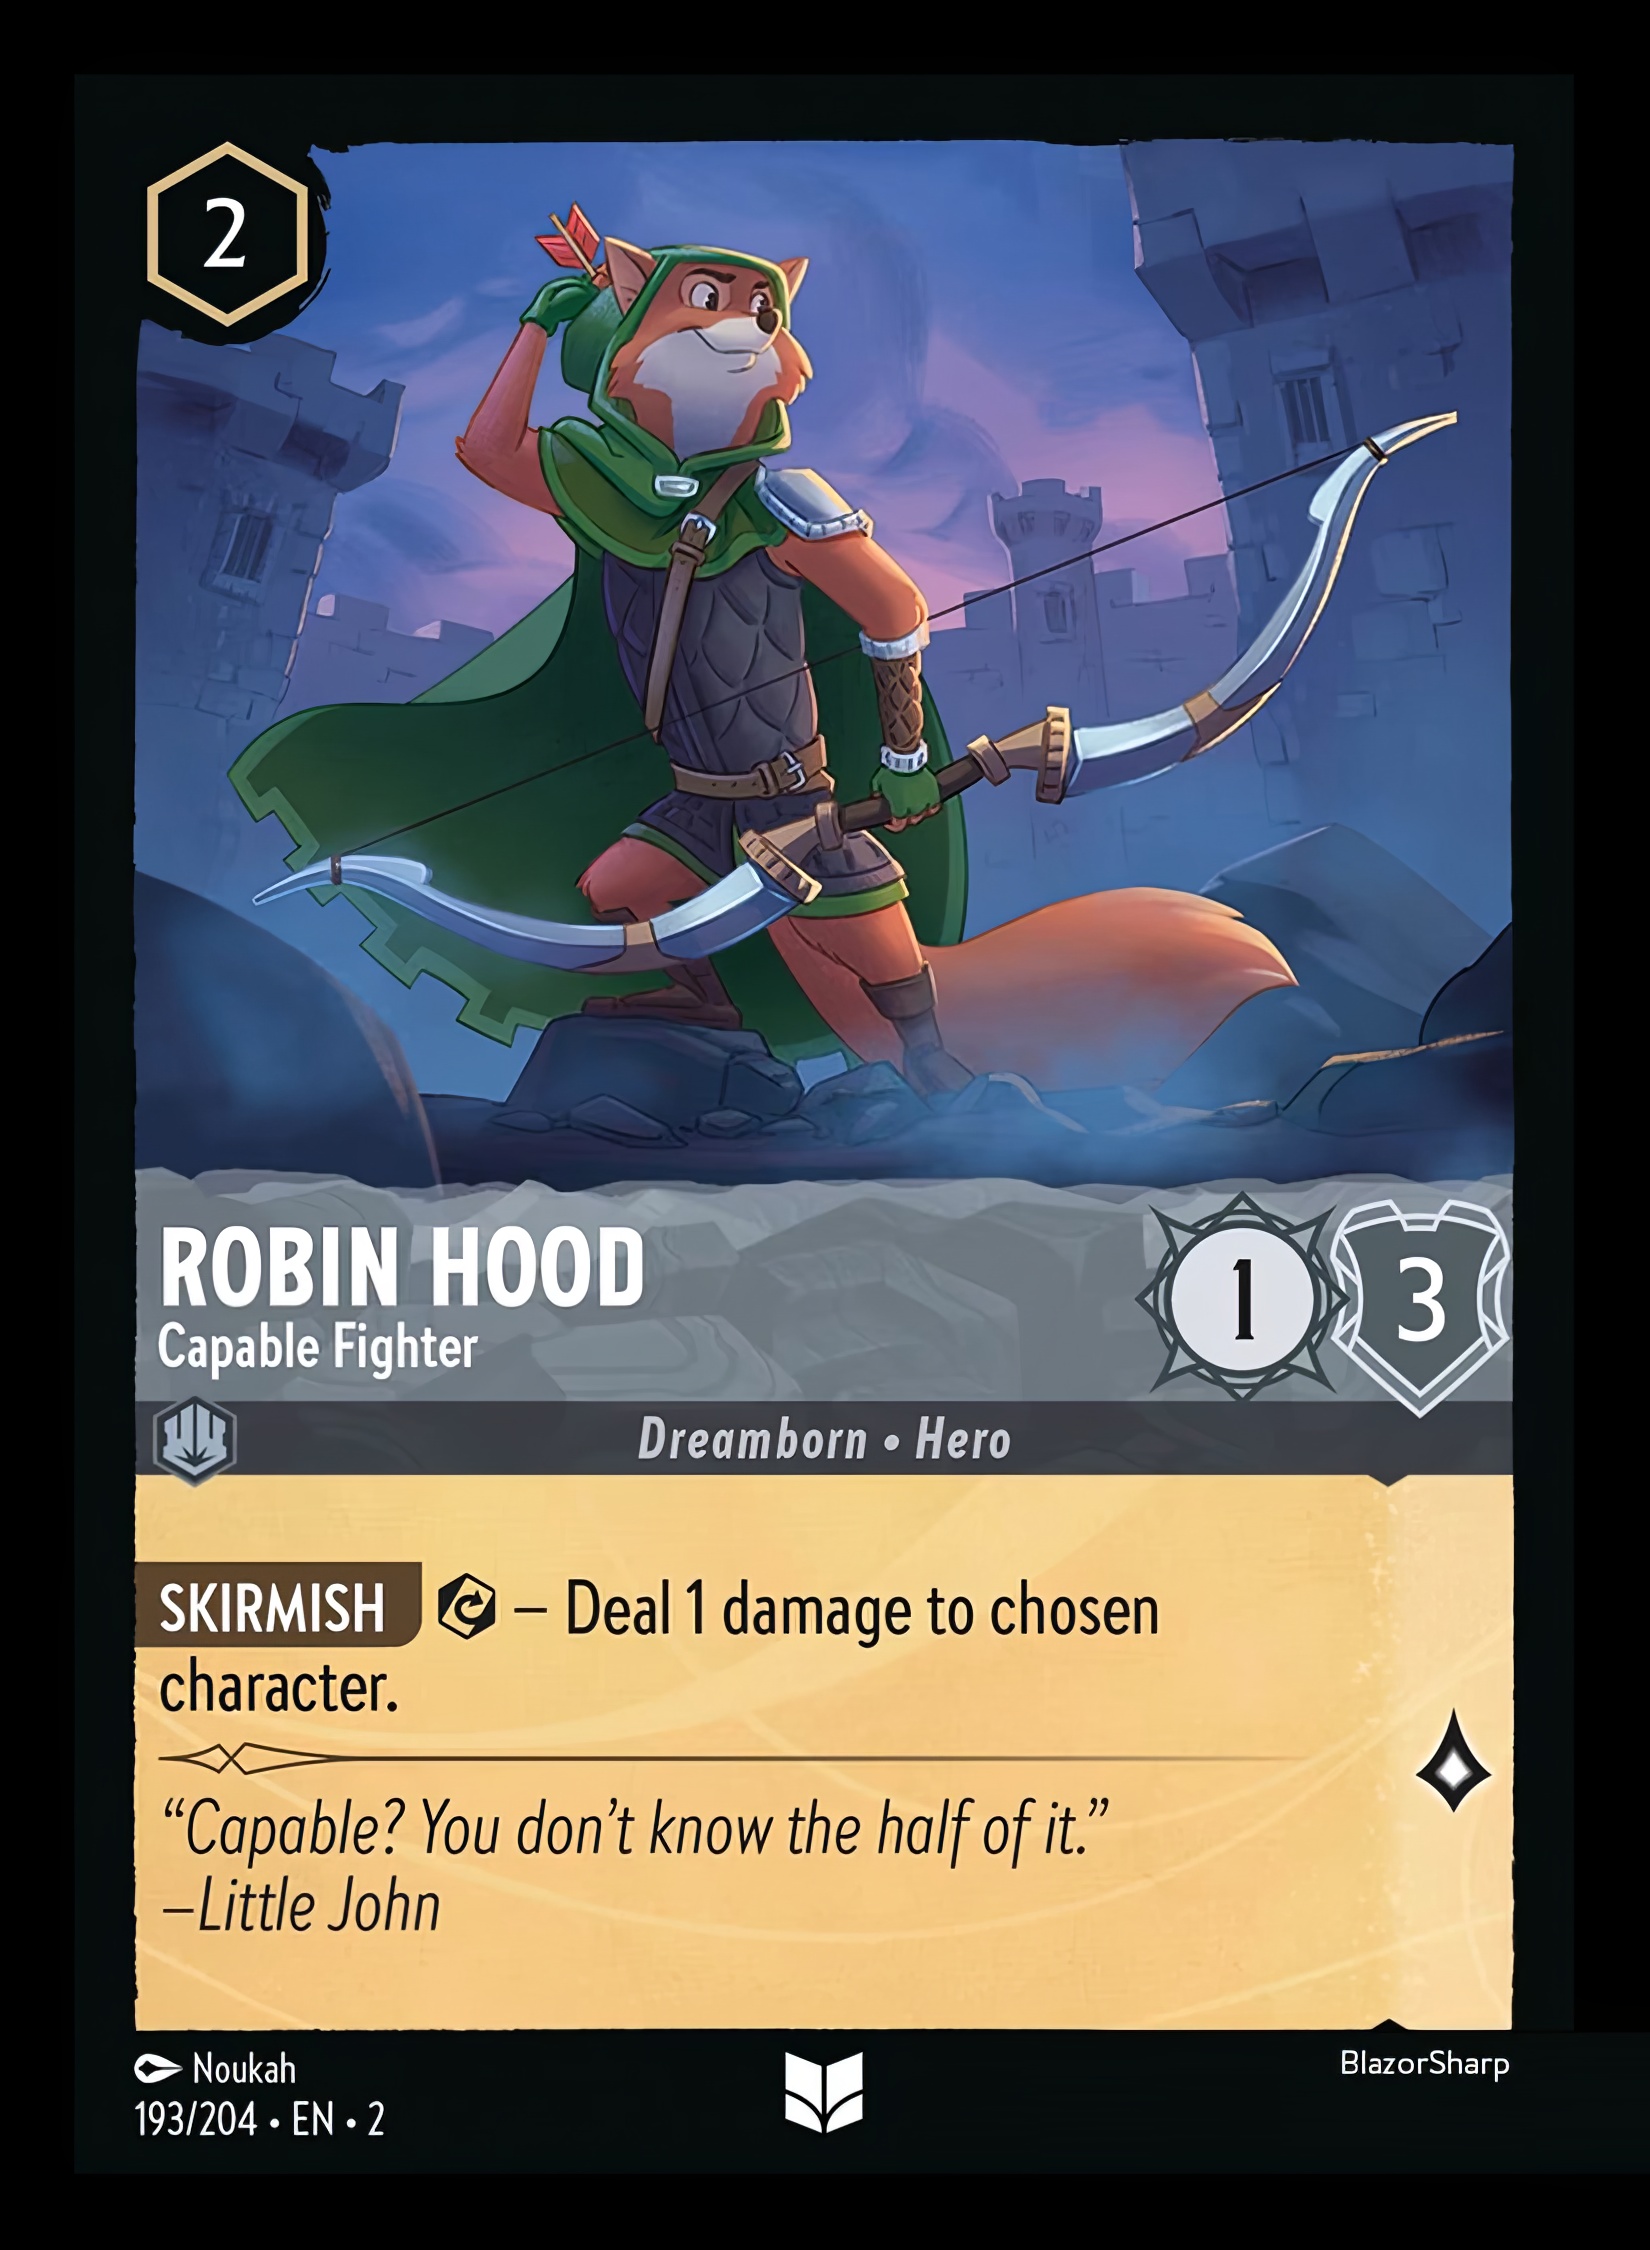 2
ROBIN HOOD
Capable Fighter
1
3
Dreamborn • Hero
SKIRMISH – Deal 1 damage to chosen
character.
“Capable? You don’t know the half of it.”
–Little John
Noukah
BlazorSharp
193/204 • EN • 2